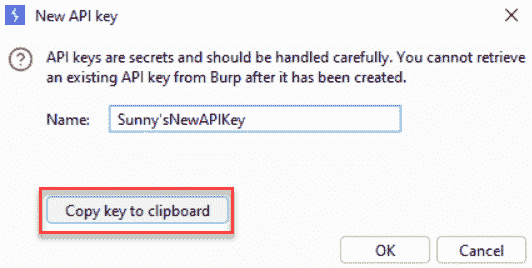 New API key
API keys are secrets and should be handled carefully. You cannot retrieve
an existing API key from Burp after it has been created.
Name: Sunny'sNewAPIKey
Copy key to clipboard
OK Cancel